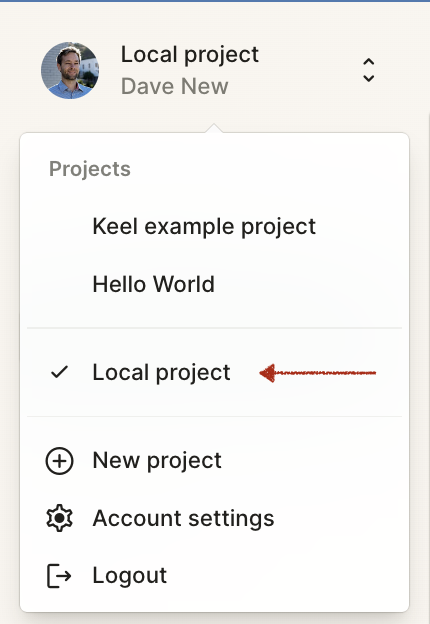 Local project
Dave New
Projects
Keel example project
Hello World
Local project
New project
Account settings
Logout